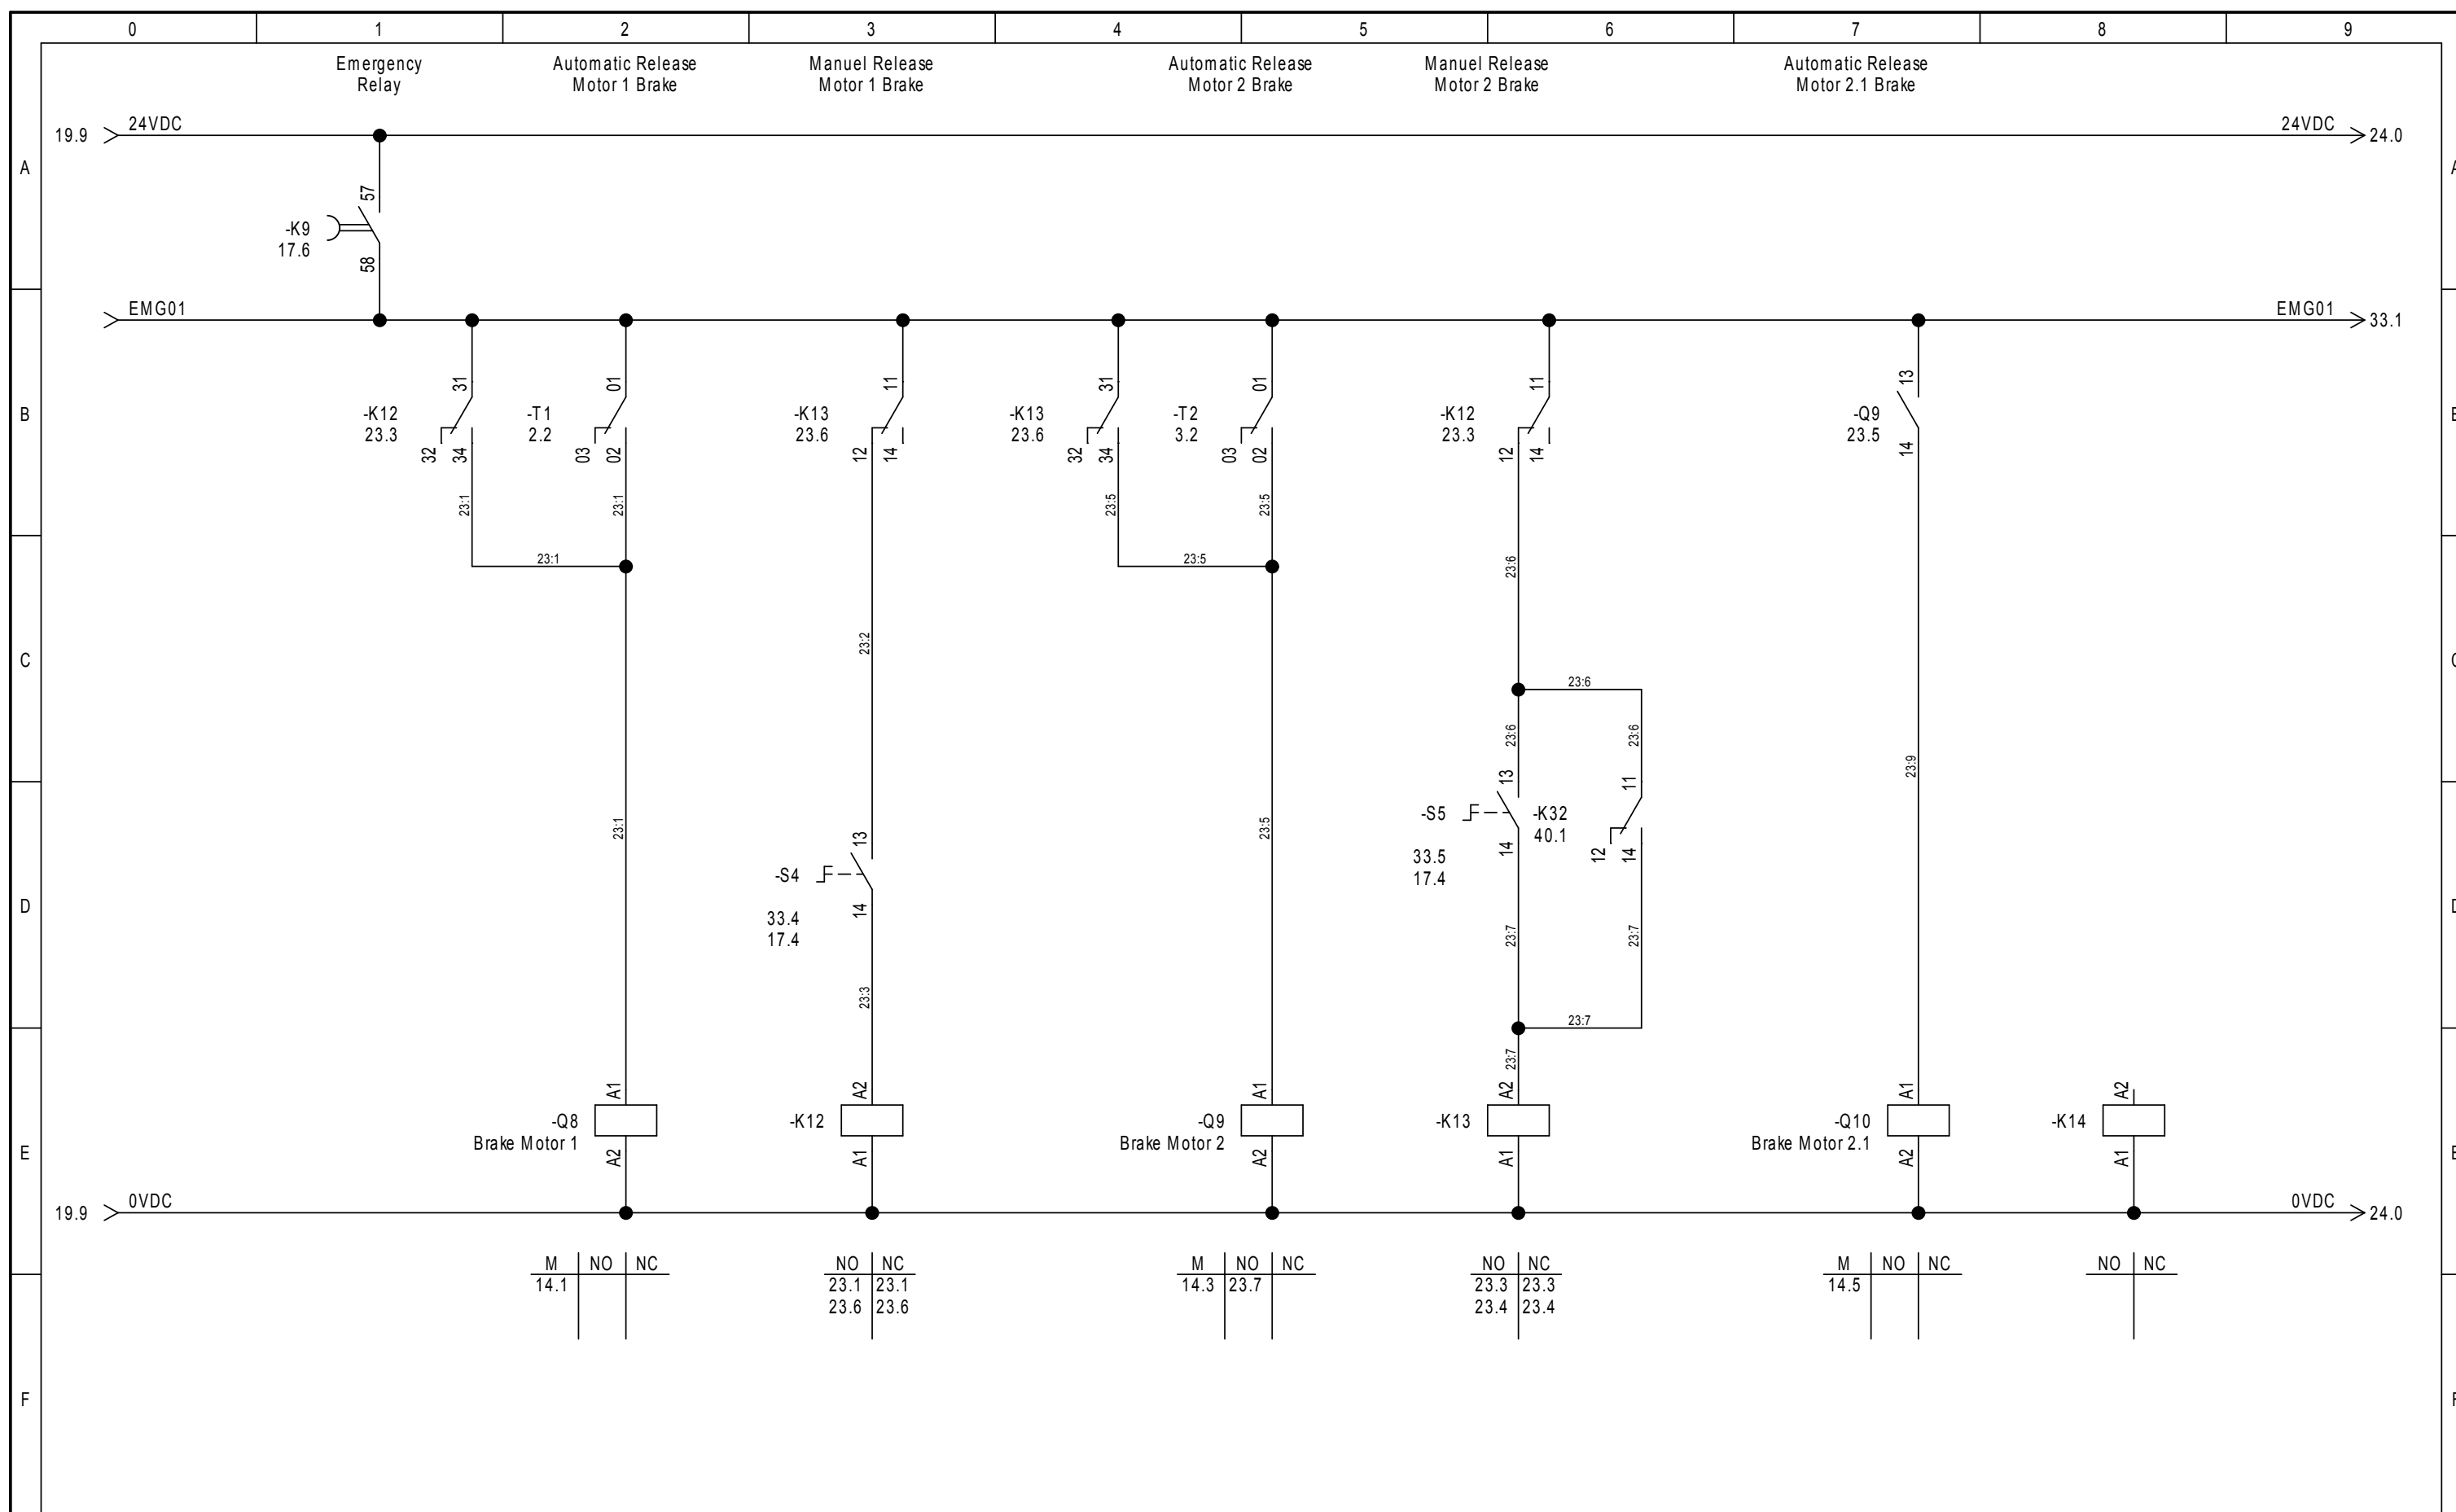 0 1 2 3 4 5 6 7 8 9
Emergency
Relay
Automatic Release
Motor 1 Brake
Manuel Release
Motor 1 Brake
Automatic Release
Motor 2 Brake
Manuel Release
Motor 2 Brake
Automatic Release
Motor 2.1 Brake
19.9 24VDC
24VDC 24.0
A
57
-K9
17.6
58
EMG01
EMG01 33.1
B
31
-K12
23.3
32 34
23:1
01
-T1
2.2
03 02
23:1
23:1
11
-K13
23.6
12 14
31
-K13
23.6
32 34
23:5
01
-T2
3.2
03 02
23:5
23:5
11
-K12
23.3
12 14
23:6
13
-Q9
23.5
14
C
23:2
23:6
23:6
23:6
23:9
D
23:1
13
-S4
14
33.4
17.4
23:3
23:5
13
-S5
14
33.5
17.4
11
-K32
40.1
12 14
23:7
23:7
23:7
23:7
E
A1
-Q8
Brake Motor 1
A2
A2
-K12
A1
A1
-Q9
Brake Motor 2
A2
A2
-K13
A1
A1
-Q10
Brake Motor 2.1
A2
A2
-K14
A1
19.9 0VDC
0VDC 24.0
M NO NC
14.1
NO NC
23.1 23.1
23.6 23.6
M NO NC
14.3 23.7
NO NC
23.3 23.3
23.4 23.4
M NO NC
14.5
NO NC
F